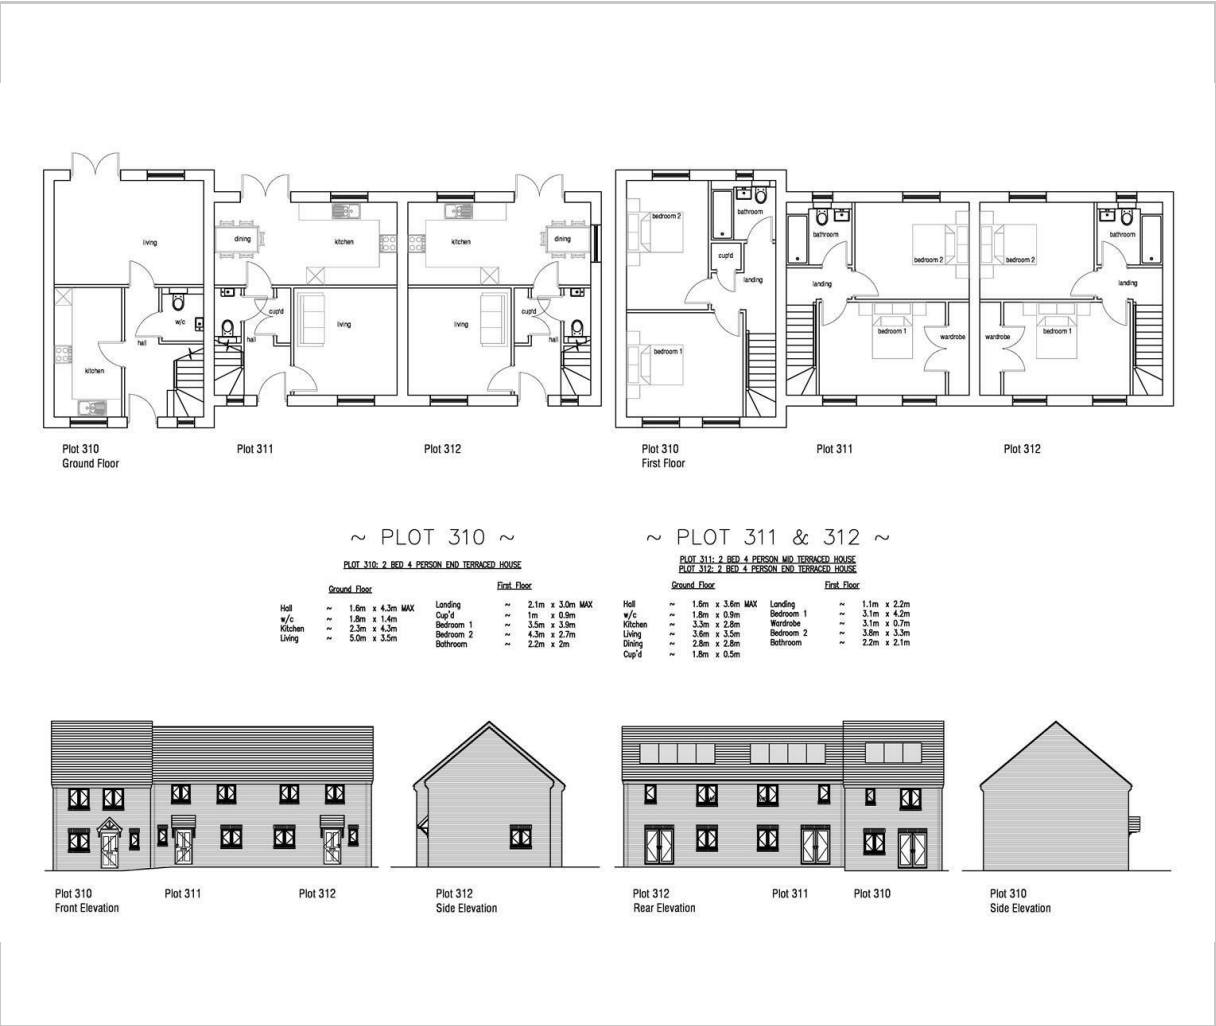 living
kitchen
hall
w/c
dining
kitchen
cup'd
hall
living
kitchen
dining
living
cup'd
hall
Plot 310
Ground Floor
Plot 311
Plot 312
bedroom 2
bathroom
cup'd
landing
bedroom 1
bathroom
landing
bedroom 2
bedroom 1
wardrobe
bedroom 2
bathroom
landing
wardrobe
bedroom 1
Plot 310
First Floor
Plot 311
Plot 312
~ PLOT 310 ~
PLOT 310: 2 BED 4 PERSON END TERRACED HOUSE
Ground Floor
Hall ~ 1.6m x 4.3m MAX
w/c ~ 1.8m x 1.4m
Kitchen ~ 2.3m x 4.3m
Living ~ 5.0m x 3.5m
First Floor
Landing ~ 2.1m x 3.0m MAX
Cup'd ~ 1m x 0.9m
Bedroom 1 ~ 3.5m x 3.9m
Bedroom 2 ~ 4.3m x 2.7m
Bathroom ~ 2.2m x 2m
~ PLOT 311 & 312 ~
PLOT 311: 2 BED 4 PERSON MID TERRACED HOUSE
PLOT 312: 2 BED 4 PERSON END TERRACED HOUSE
Ground Floor
Hall ~ 1.6m x 3.6m MAX
w/c ~ 1.8m x 0.9m
Kitchen ~ 3.3m x 2.8m
Living ~ 3.6m x 3.5m
Dining ~ 2.8m x 2.8m
Cup'd ~ 1.8m x 0.5m
First Floor
Landing ~ 1.1m x 2.2m
Bedroom 1 ~ 3.1m x 4.2m
Wardrobe ~ 3.1m x 0.7m
Bedroom 2 ~ 3.8m x 3.3m
Bathroom ~ 2.2m x 2.1m
Plot 310
Front Elevation
Plot 311
Plot 312
Plot 312
Side Elevation
Plot 312
Rear Elevation
Plot 311
Plot 310
Plot 310
Side Elevation